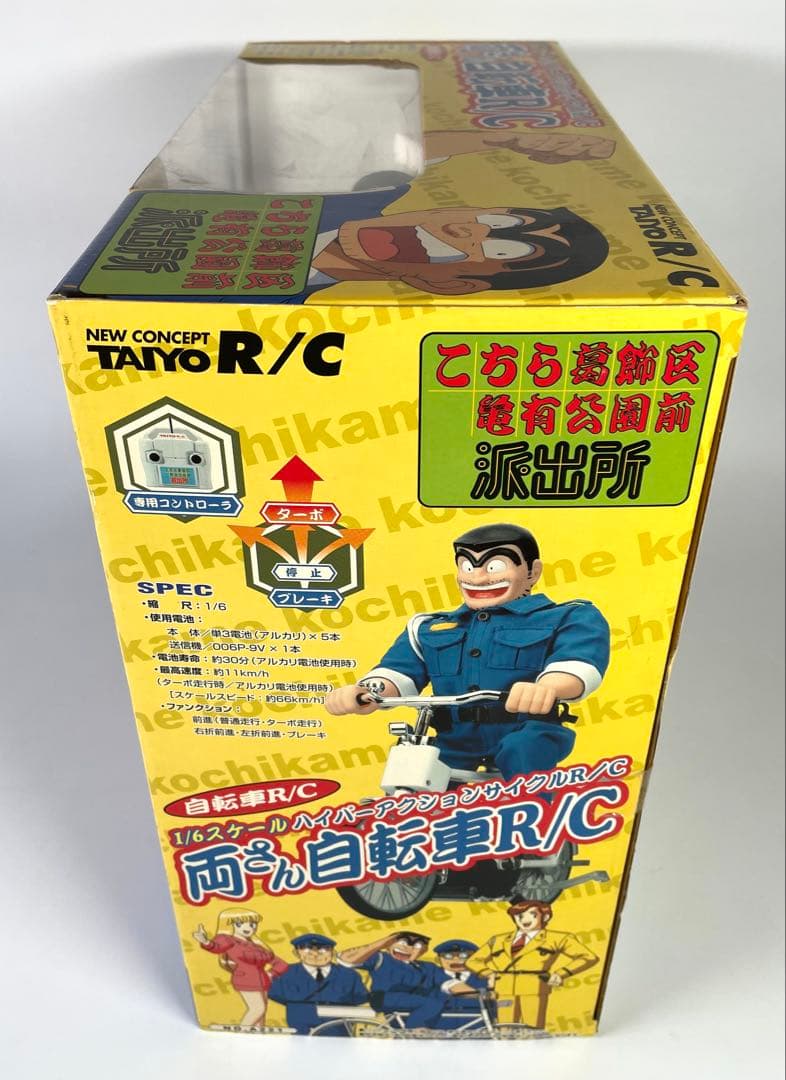 自転車R/C
TAIYO R/C
NEW CONCEPT
こちら葛飾区
亀有公園前
派出所
kochikame
NEW CONCEPT
TAIYO R/C
こちら葛飾区
亀有公園前
派出所
専用コントローラ
ターボ
停止
ブレーキ
SPEC
・縮　尺：1/6
・使用電池：
本　体／単3電池（アルカリ）×5本
送信機／006P-9V×1本
・電池寿命：約30分（アルカリ電池使用時）
・最高速度：約11km/h
（ターボ走行時／アルカリ電池使用時）
［スケールスピード：約66km/h］
・ファンクション：
前進（普通走行・ターボ走行）
右折前進・左折前進・ブレーキ
kochikame kochikame
自転車R/C
1/6スケール ハイパーアクションサイクルR/C
両さん自転車R/C